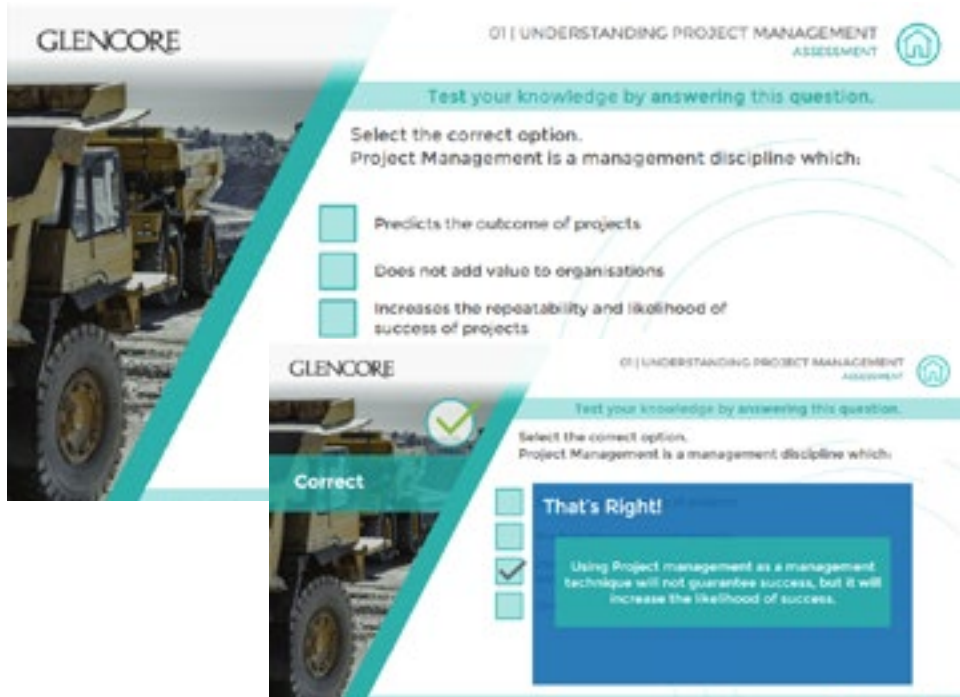 GLENCORE
01 | UNDERSTANDING PROJECT MANAGEMENT
ASSESSMENT
Test your knowledge by answering this question.
Select the correct option.
Project Management is a management discipline which:
Predicts the outcome of projects
Does not add value to organisations
Increases the repeatability and likelihood of
success of projects
GLENCORE
01 | UNDERSTANDING PROJECT MANAGEMENT
ASSESSMENT
Test your knowledge by answering this question.
Select the correct option.
Project Management is a management discipline which:
Correct
That's Right!
Using Project management as a management
technique will not guarantee success, but it will
increase the likelihood of success.